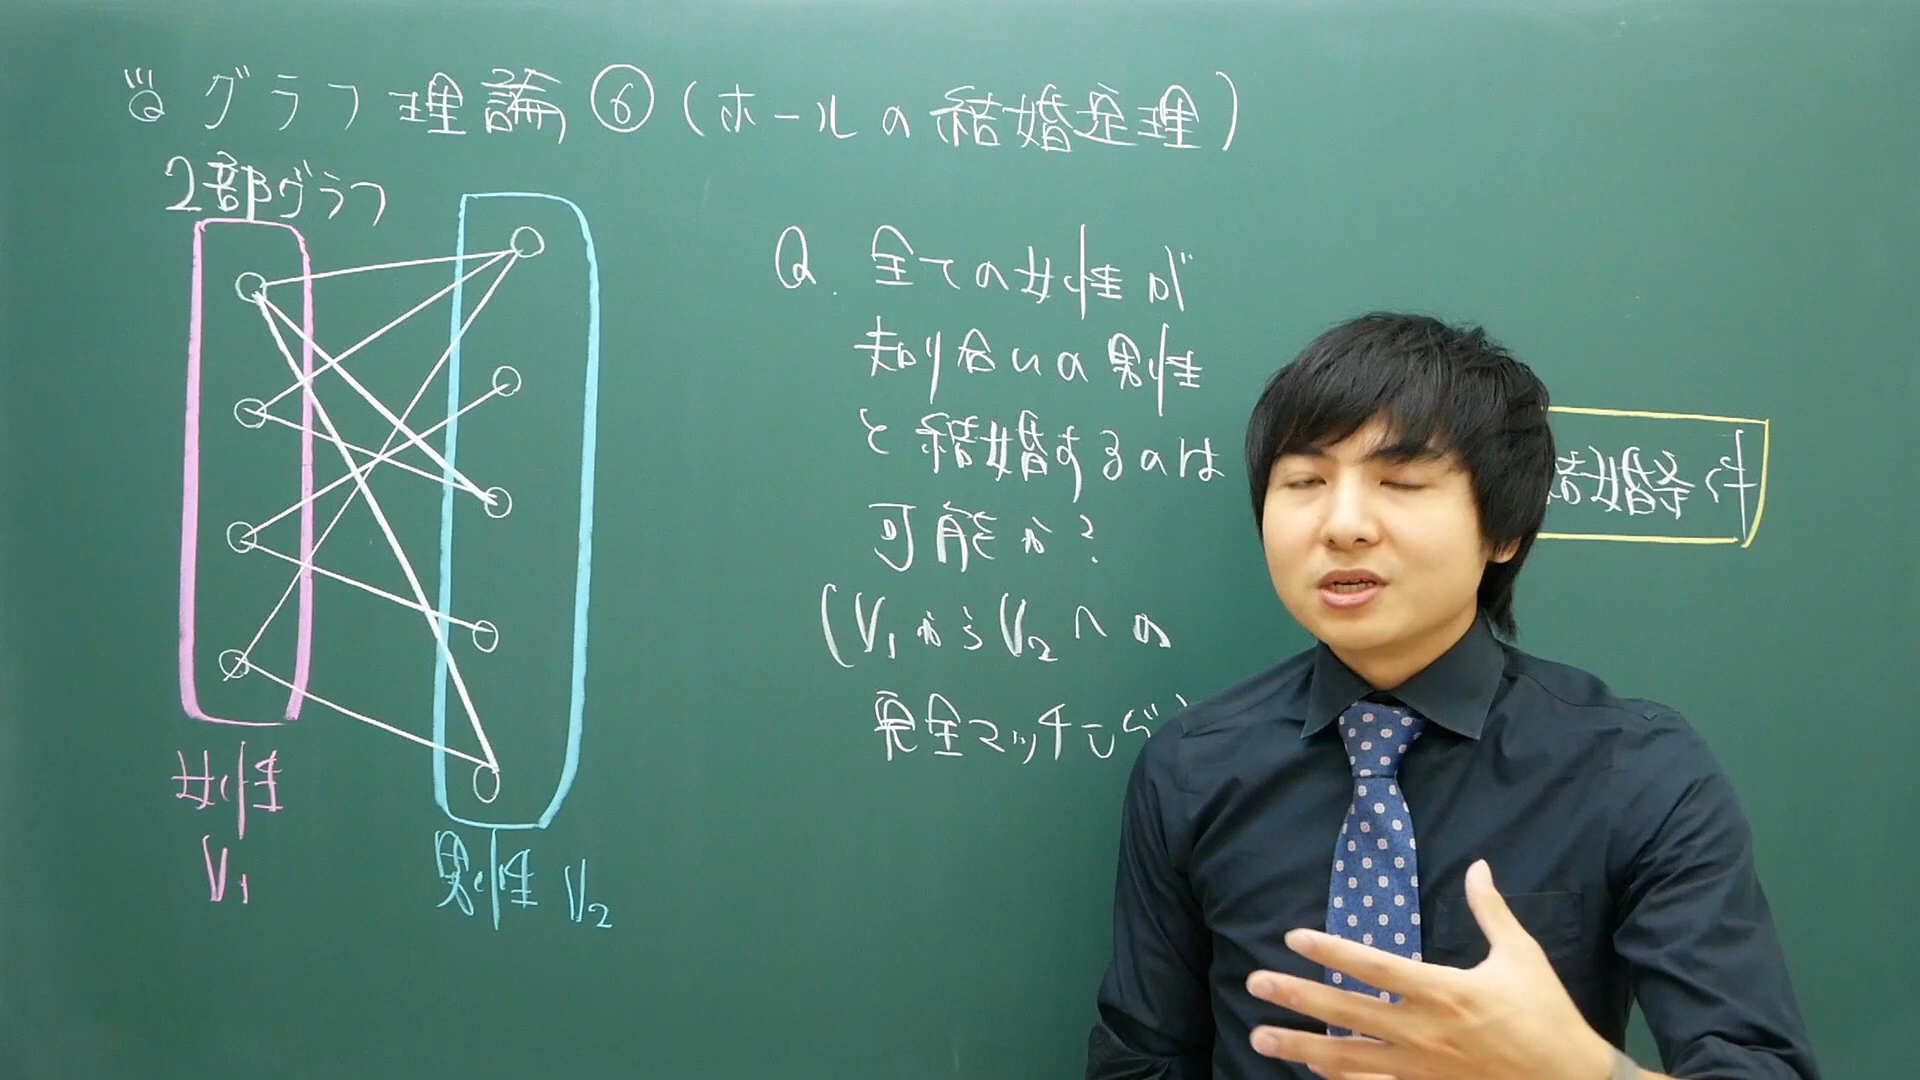 グラフ理論⑥(ホールの結婚定理)
2部グラフ
女性
V₁
男性 V₂
Q. 全ての女性が
知り合いの男性
と結婚するのは
可能か?
(V₁からV₂への
完全マッチング)
結婚条件